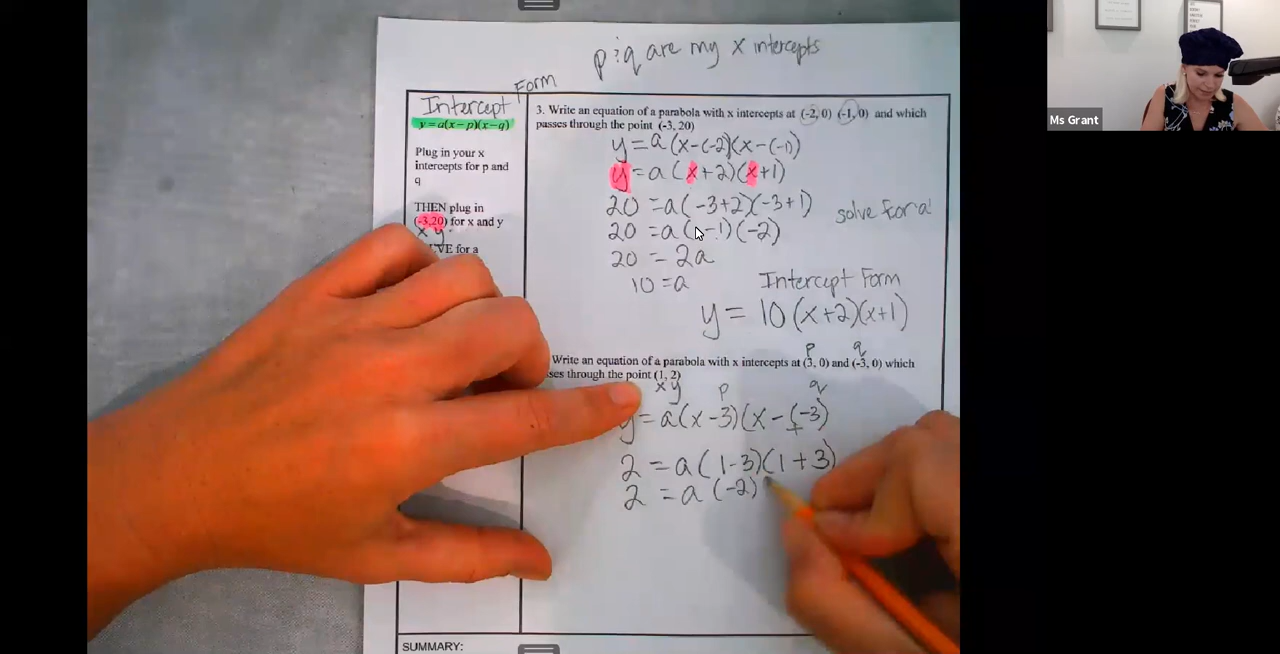 p & q are my x intercepts
Form
Intercept
y = a(x – p)(x – q)
Plug in your x
intercepts for p and
q
THEN plug in
(-3,20) for x and y
x y
VE for a
3. Write an equation of a parabola with x intercepts at (-2, 0) (-1, 0) and which
passes through the point (-3, 20)
y = a(x-(-2)(x-(-1)
y = a(x+2)(x+1)
20 = a(-3+2)(-3+1)
solve for a!
20 = a(-1)(-2)
20 = 2a
10 = a
Intercept Form
y = 10(x+2)(x+1)
p q
Write an equation of a parabola with x intercepts at (3, 0) and (-3, 0) which
ses through the point (1, 2)
x y p q
y = a(x-3)(x-(-3)
+
2 = a(1-3)(1+3)
2 = a(-2)
SUMMARY:
Ms Grant